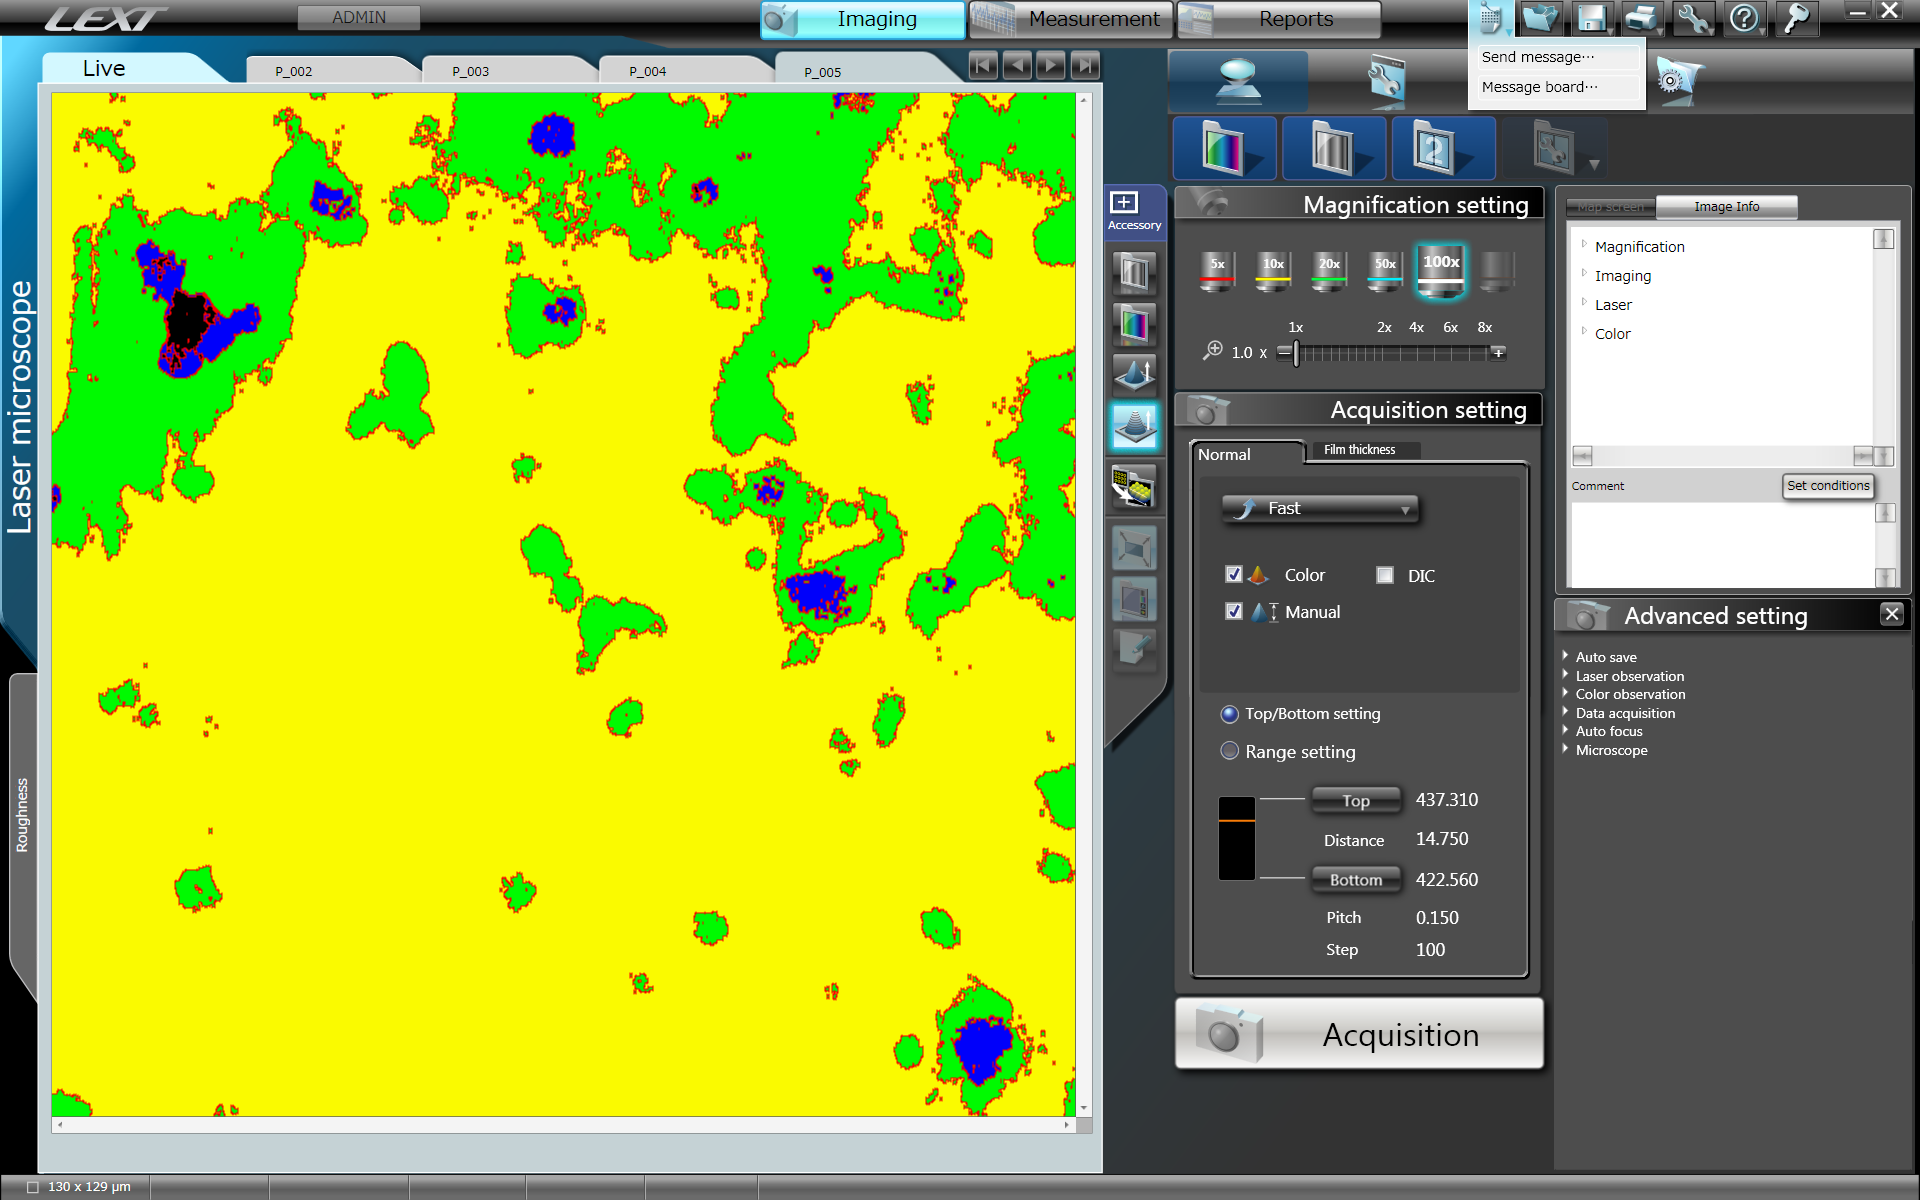 LEXT
ADMIN
Imaging
Measurement
Reports
Send message···
Message board···
Live
P_002
P_003
P_004
P_005
2
Laser microscope
Roughness
Accessory
Magnification setting
5x
10x
20x
50x
100x
1x
2x
4x
6x
8x
1.0 x
Acquisition setting
Normal
Film thickness
Fast
Color
DIC
Manual
Top/Bottom setting
Range setting
Top
437.310
Distance
14.750
Bottom
422.560
Pitch
0.150
Step
100
Acquisition
Map screen
Image Info
Magnification
Imaging
Laser
Color
Comment
Set conditions
Advanced setting
Auto save
Laser observation
Color observation
Data acquisition
Auto focus
Microscope
130 x 129 μm